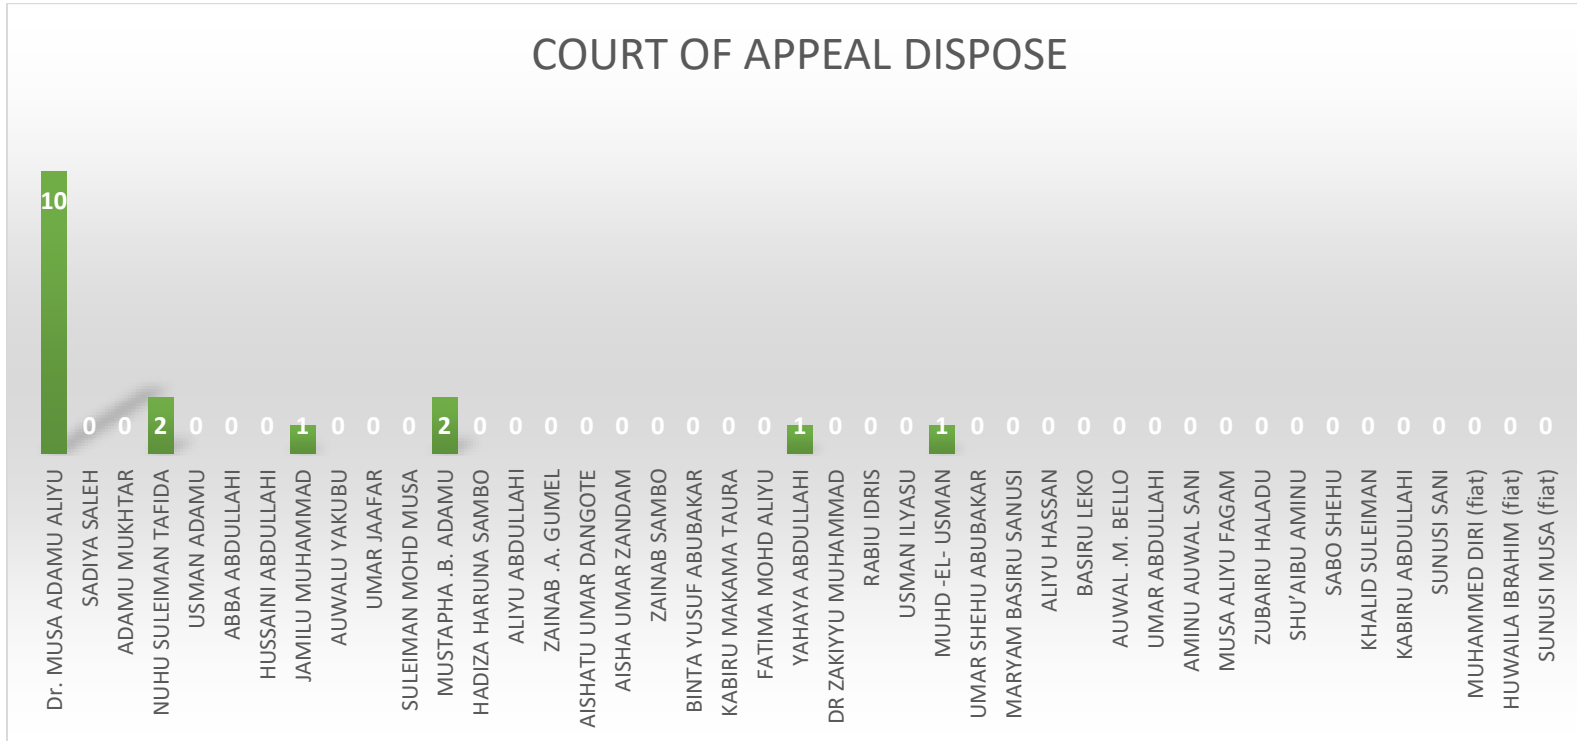 COURT OF APPEAL DISPOSE
10 0 0 2 0 0 0 1 0 0 0 2 0 0 0 0 0 0 0 0 0 1 0 0 0 1 0 0 0 0 0 0 0 0 0 0 0 0 0 0 0 0 0
Dr. MUSA ADAMU ALIYU
SADIYA SALEH
ADAMU MUKHTAR
NUHU SULEIMAN TAFIDA
USMAN ADAMU
ABBA ABDULLAHI
HUSSAINI ABDULLAHI
JAMILU MUHAMMAD
AUWALU YAKUBU
UMAR JAAFAR
SULEIMAN MOHD MUSA
MUSTAPHA .B. ADAMU
HADIZA HARUNA SAMBO
ALIYU ABDULLAHI
ZAINAB .A. GUMEL
AISHATU UMAR DANGOTE
AISHA UMAR ZANDAM
ZAINAB SAMBO
BINTA YUSUF ABUBAKAR
KABIRU MAKAMA TAURA
FATIMA MOHD ALIYU
YAHAYA ABDULLAHI
DR ZAKIYYU MUHAMMAD
RABIU IDRIS
USMAN ILYASU
MUHD -EL- USMAN
UMAR SHEHU ABUBAKAR
MARYAM BASIRU SANUSI
ALIYU HASSAN
BASIRU LEKO
AUWAL .M. BELLO
UMAR ABDULLAHI
AMINU AUWAL SANI
MUSA ALIYU FAGAM
ZUBAIRU HALADU
SHU’AIBU AMINU
SABO SHEHU
KHALID SULEIMAN
KABIRU ABDULLAHI
SUNUSI SANI
MUHAMMED DIRI (fiat)
HUWAILA IBRAHIM (fiat)
SUNUSI MUSA (fiat)